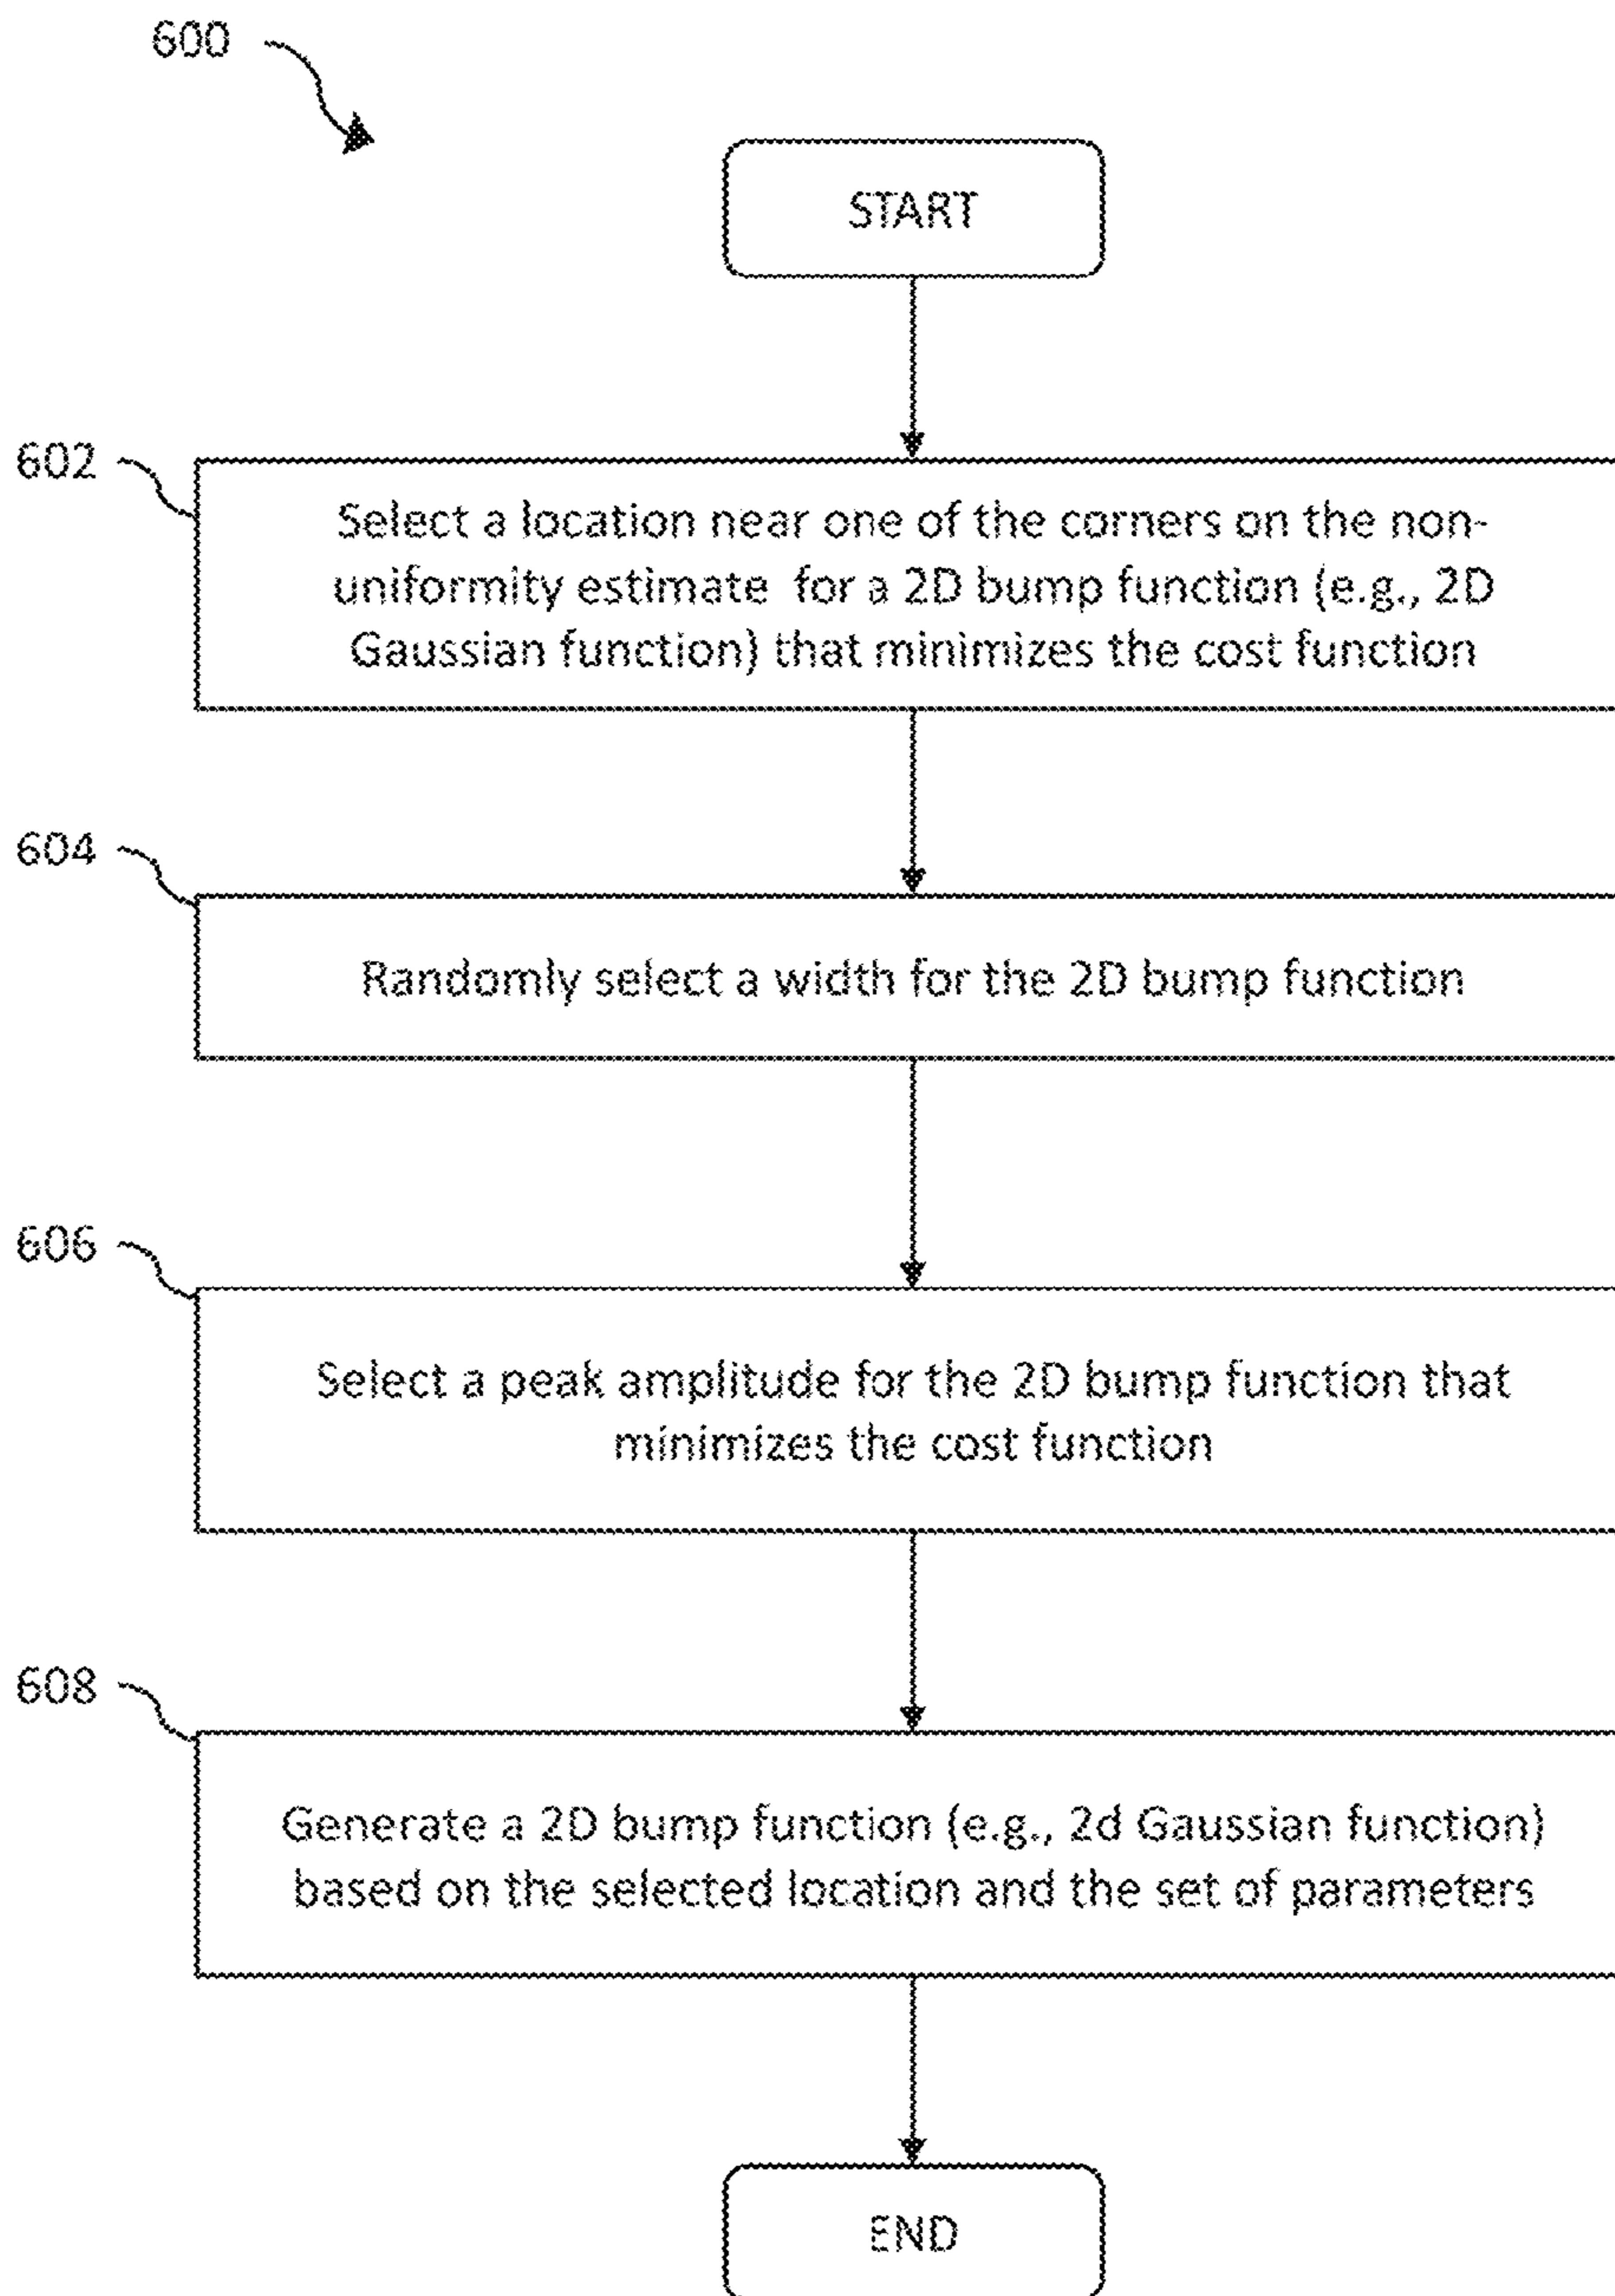 600
START
602
Select a location near one of the corners on the non-
uniformity estimate for a 2D bump function (e.g., 2D
Gaussian function) that minimizes the cost function
604
Randomly select a width for the 2D bump function
606
Select a peak amplitude for the 2D bump function that
minimizes the cost function
608
Generate a 2D bump function (e.g., 2d Gaussian function)
based on the selected location and the set of parameters
END